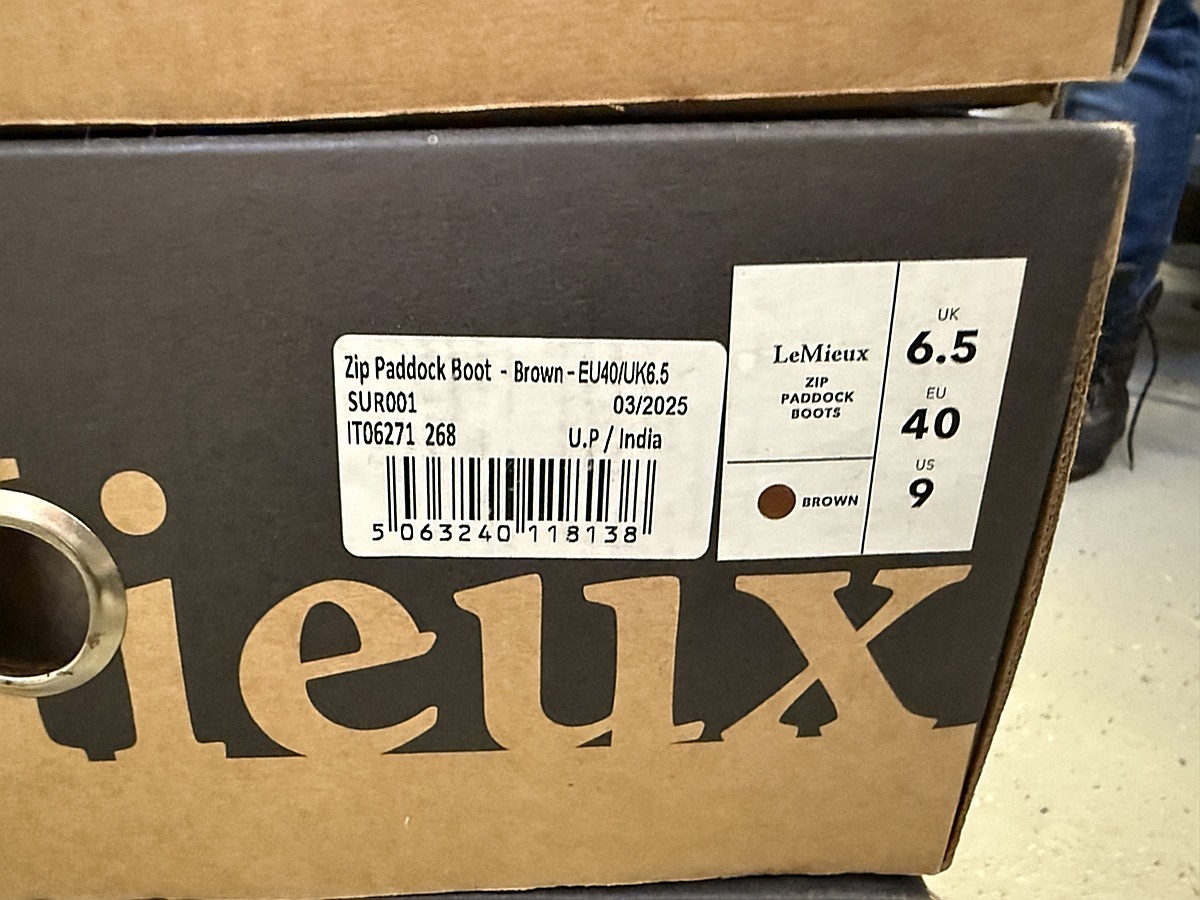 Zip Paddock Boot - Brown - EU40/UK6.5
SUR001 03/2025
IT06271 268 U.P / India
5 063240 118138
LeMieux
ZIP
PADDOCK
BOOTS
BROWN
UK
6.5
EU
40
US
9
ieux